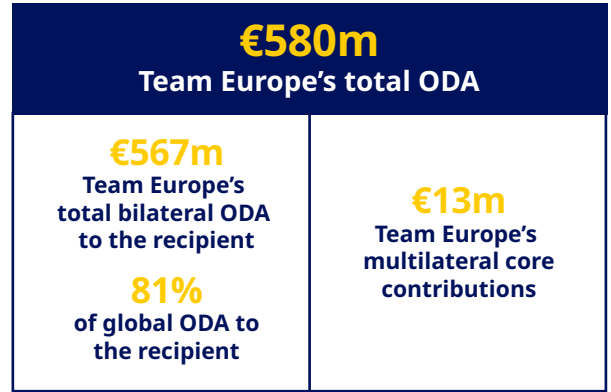 €580m
Team Europe’s total ODA
€567m
Team Europe’s
total bilateral ODA
to the recipient
81%
of global ODA to
the recipient
€13m
Team Europe’s
multilateral core
contributions